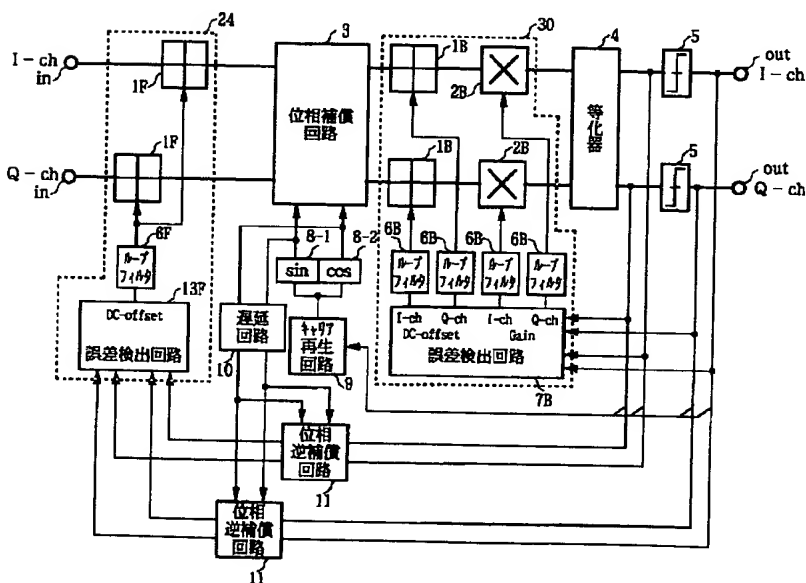 24
3
30
4
5
I-ch
in
1F
1B
2B
out
I-ch
位相補償
回路
等化器
Q-ch
in
1F
1B
2B
5
out
Q-ch
6F
ループ
フィルタ
8-1
8-2
sin
cos
6B
6B
6B
6B
ループ
フィルタ
ループ
フィルタ
ループ
フィルタ
ループ
フィルタ
13F
DC-offset
誤差検出回路
遅延
回路
10
キャリア
再生
回路
9
I-ch
Q-ch
I-ch
Q-ch
DC-offset
Gain
誤差検出回路
7B
位相
逆補償
回路
11
位相
逆補償
回路
11